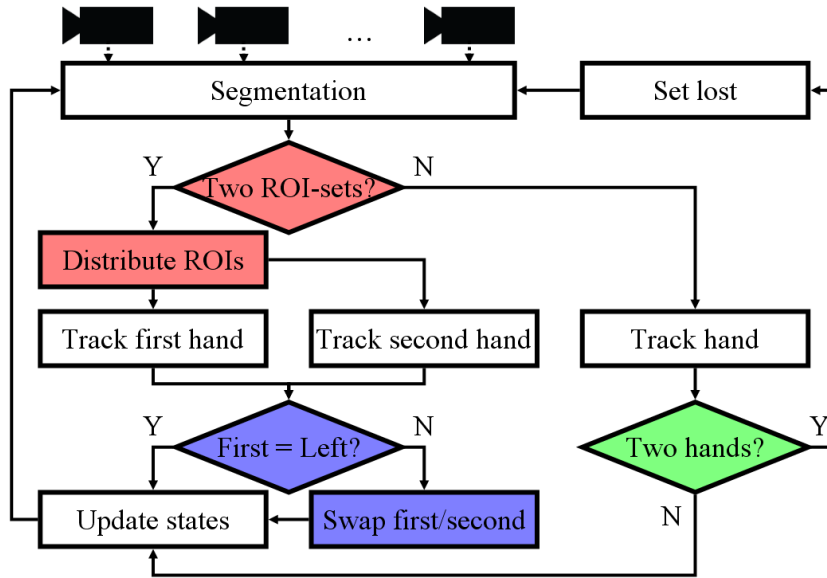 ...
Segmentation
Set lost
Y
Two ROI-sets?
N
Distribute ROIs
Track first hand
Track second hand
Track hand
Y
First = Left?
N
Two hands?
Y
Update states
Swap first/second
N